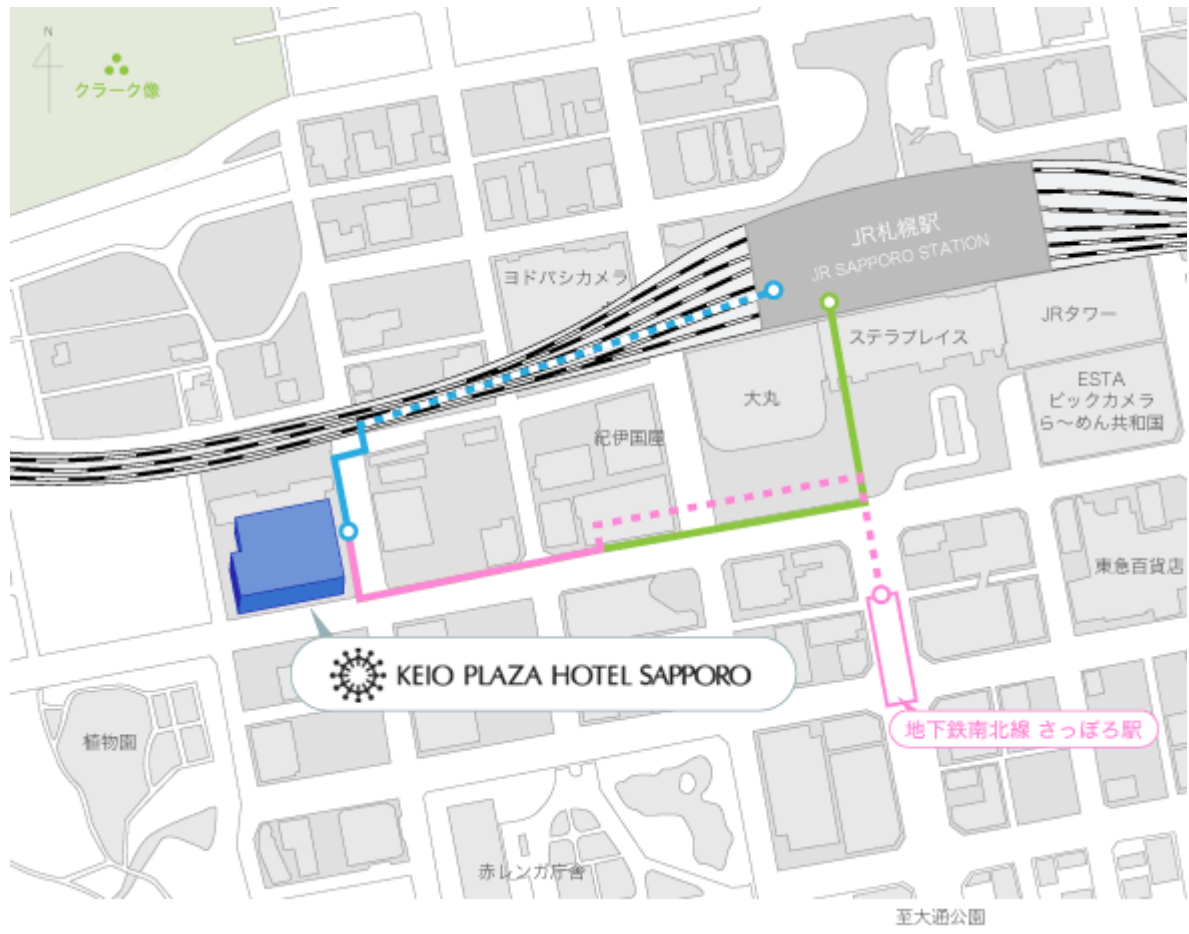 N
クラーク像
JR札幌駅
JR SAPPORO STATION
ヨドバシカメラ
ステラプレイス
JRタワー
大丸
ESTA
ビックカメラ
ら〜めん共和国
紀伊国屋
東急百貨店
KEIO PLAZA HOTEL SAPPORO
地下鉄南北線 さっぽろ駅
植物園
赤レンガ庁舎
至大通公園